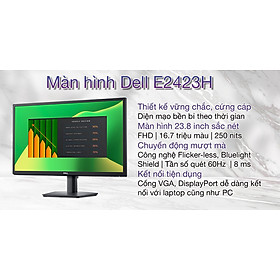 Màn hình Dell E2423H
Thiết kế vững chắc, cứng cáp
Diện mạo bền bỉ theo thời gian
Màn hình 23.8 inch sắc nét
FHD | 16.7 triệu màu | 250 nits
Chuyển động mượt mà
Công nghệ Flicker-less, Bluelight
Shield | Tần số quét 60Hz | 8 ms
Kết nối tiện dụng
Cổng VGA, DisplayPort dễ dàng kết
nối với laptop cũng như PC